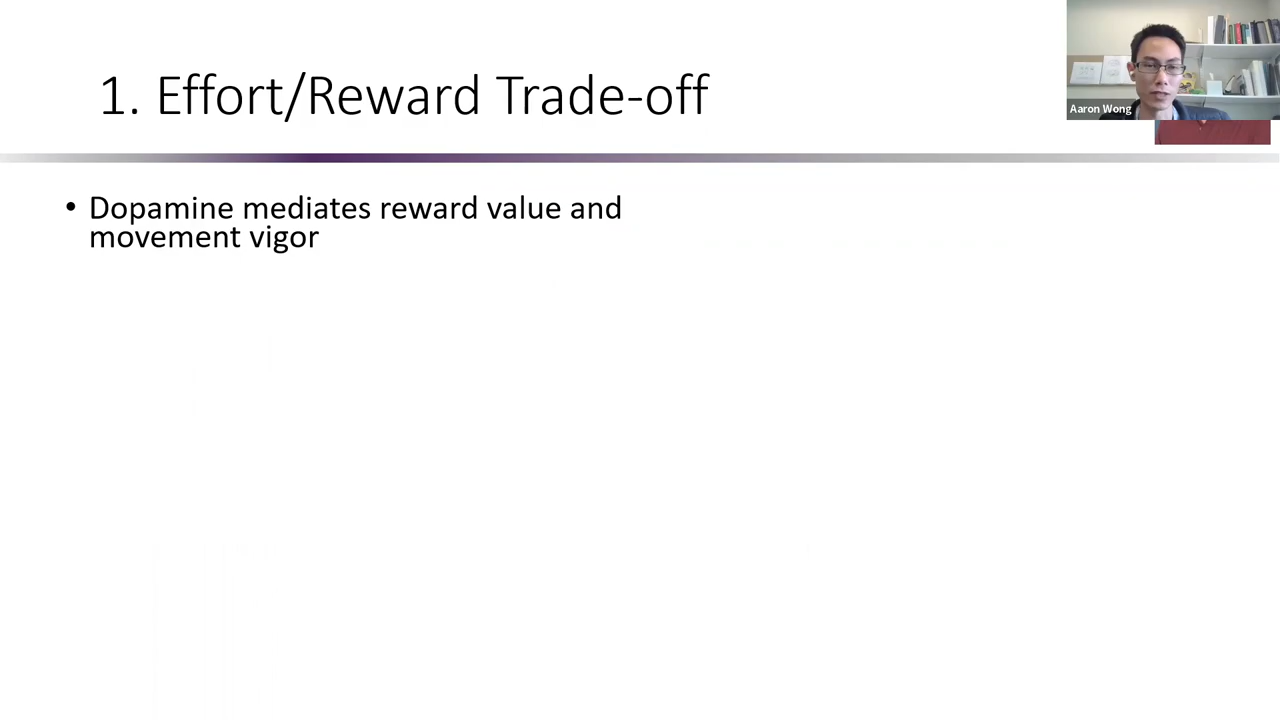 1. Effort/Reward Trade-off
Aaron Wong
• Dopamine mediates reward value and
movement vigor